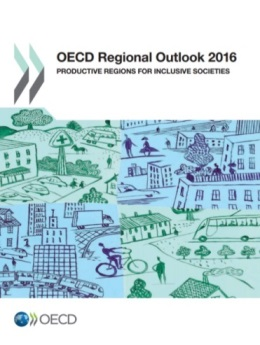 OECD Regional Outlook 2016
PRODUCTIVE REGIONS FOR INCLUSIVE SOCIETIES
OECD